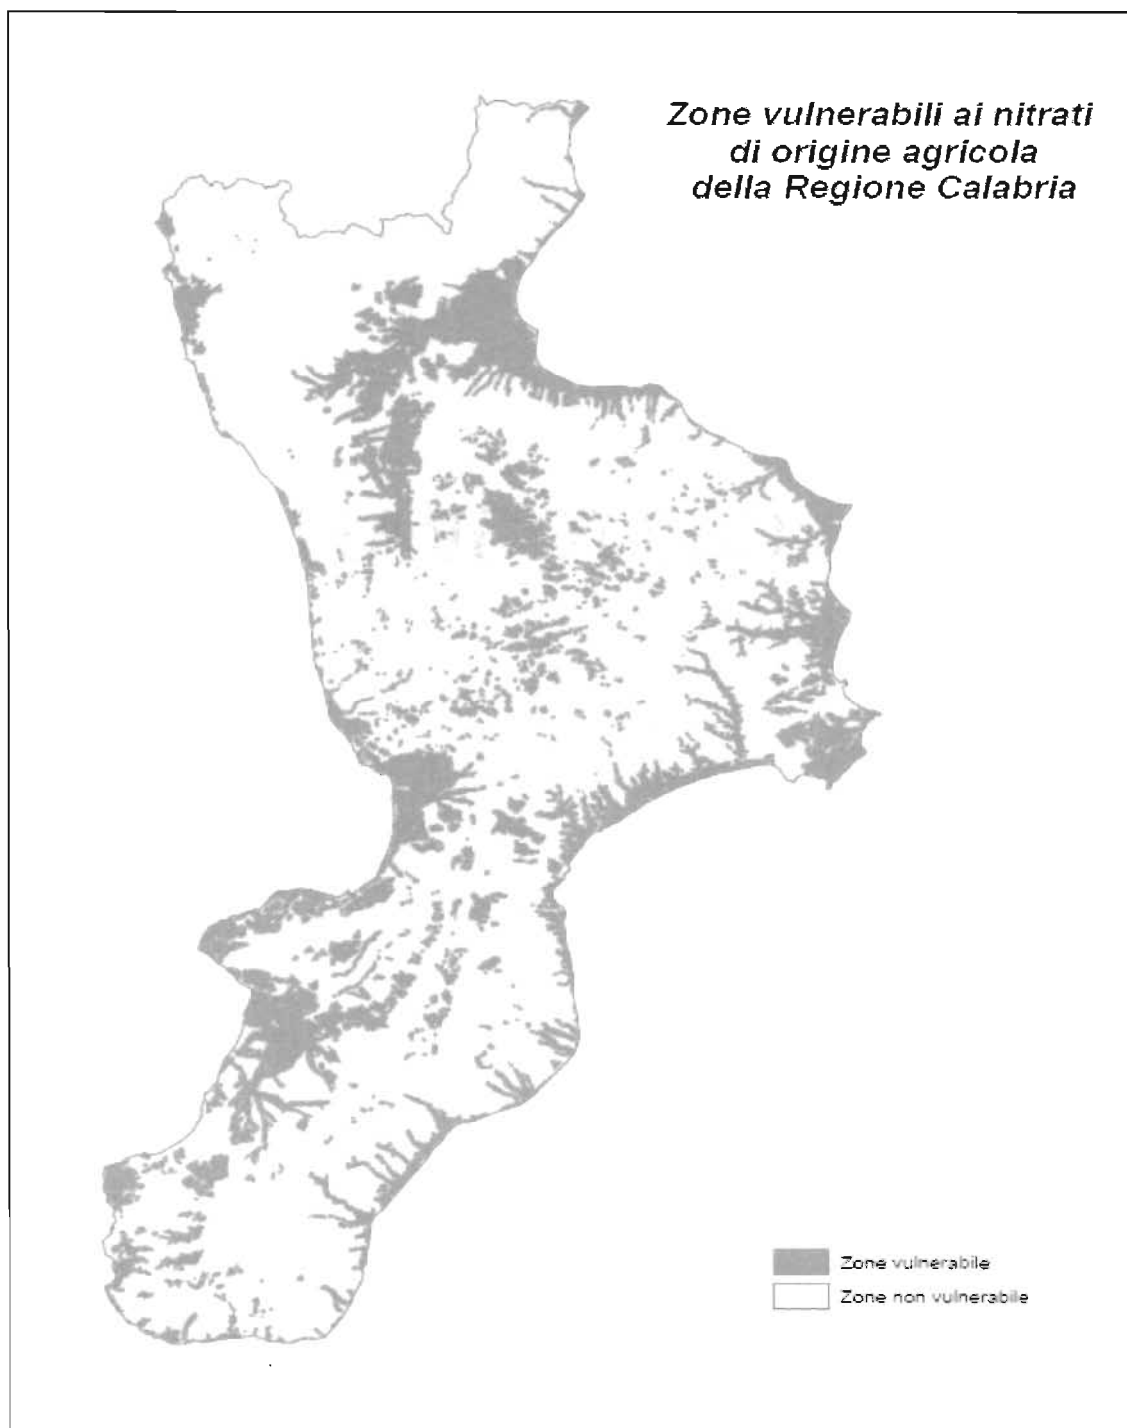 Zone vulnerabili ai nitrati
di origine agricola
della Regione Calabria
Zone vulnerabile
Zone non vulnerabile